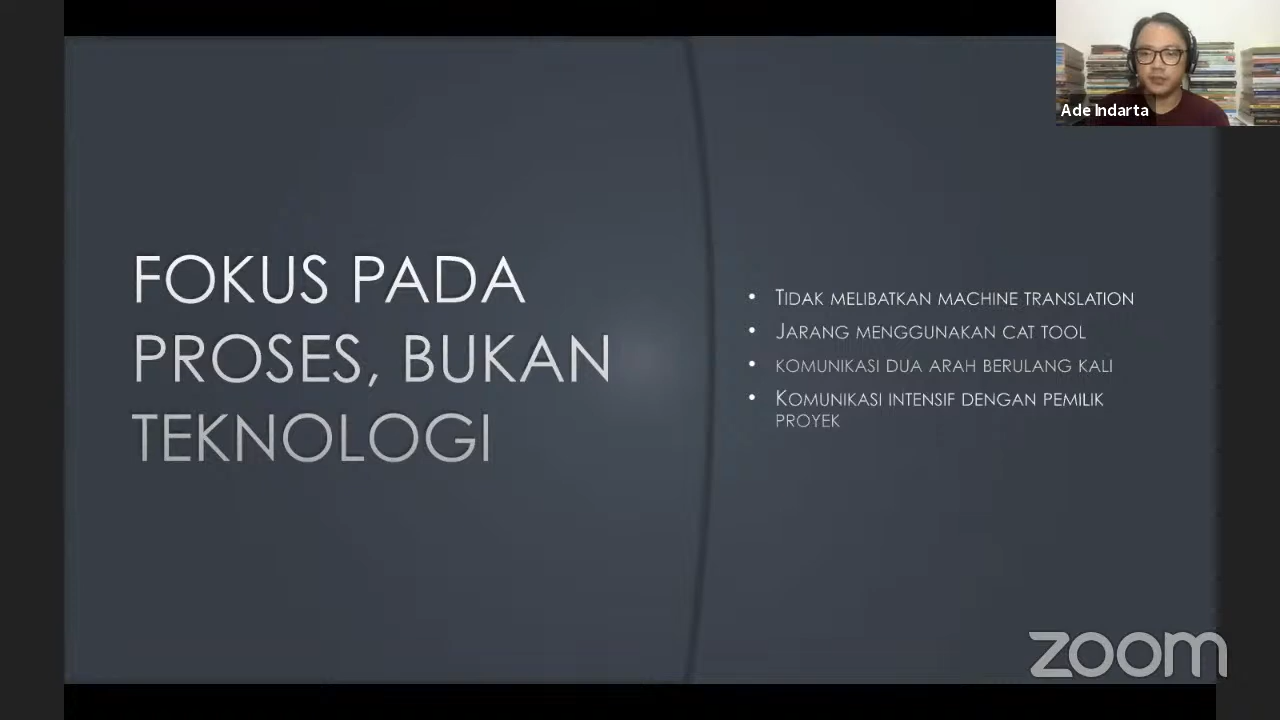 Ade Indarta
FOKUS PADA
PROSES, BUKAN
TEKNOLOGI
• TIDAK MELIBATKAN MACHINE TRANSLATION
• JARANG MENGGUNAKAN CAT TOOL
• KOMUNIKASI DUA ARAH BERULANG KALI
• KOMUNIKASI INTENSIF DENGAN PEMILIK
PROYEK
zoom